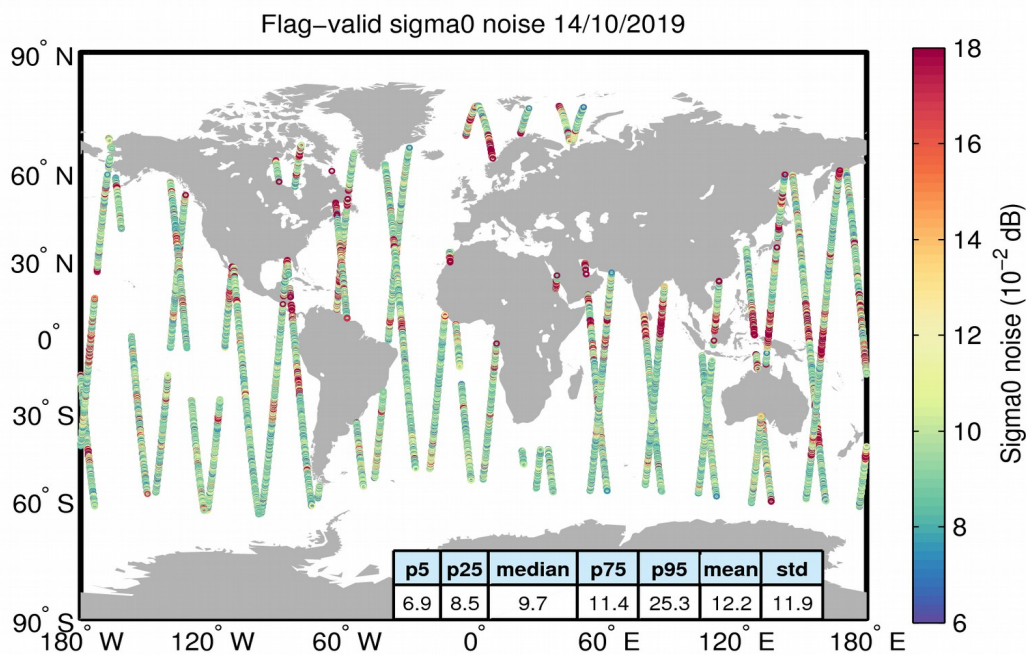 Flag−valid sigma0 noise 14/10/2019
90° N
60° N
30° N
0°
30° S
60° S
90° S
180° W
120° W
60° W
0°
60° E
120° E
180° E
p5 p25 median p75 p95 mean std
6.9 8.5 9.7 11.4 25.3 12.2 11.9
18
16
14
12
10
8
6
Sigma0 noise (10⁻² dB)